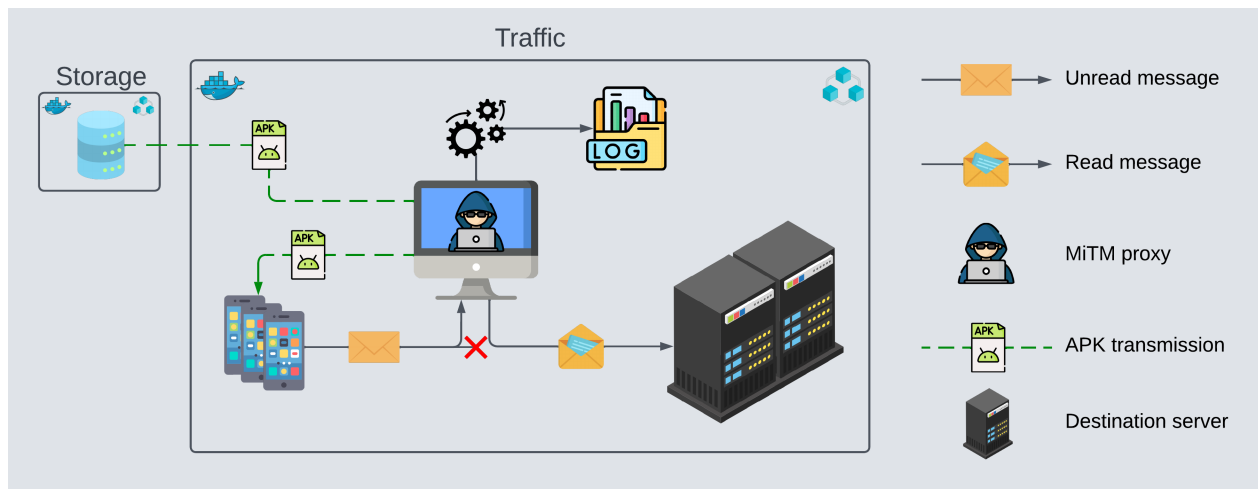 Traffic
Storage
APK
LOG
APK
Unread message
Read message
MiTM proxy
APK
APK transmission
Destination server